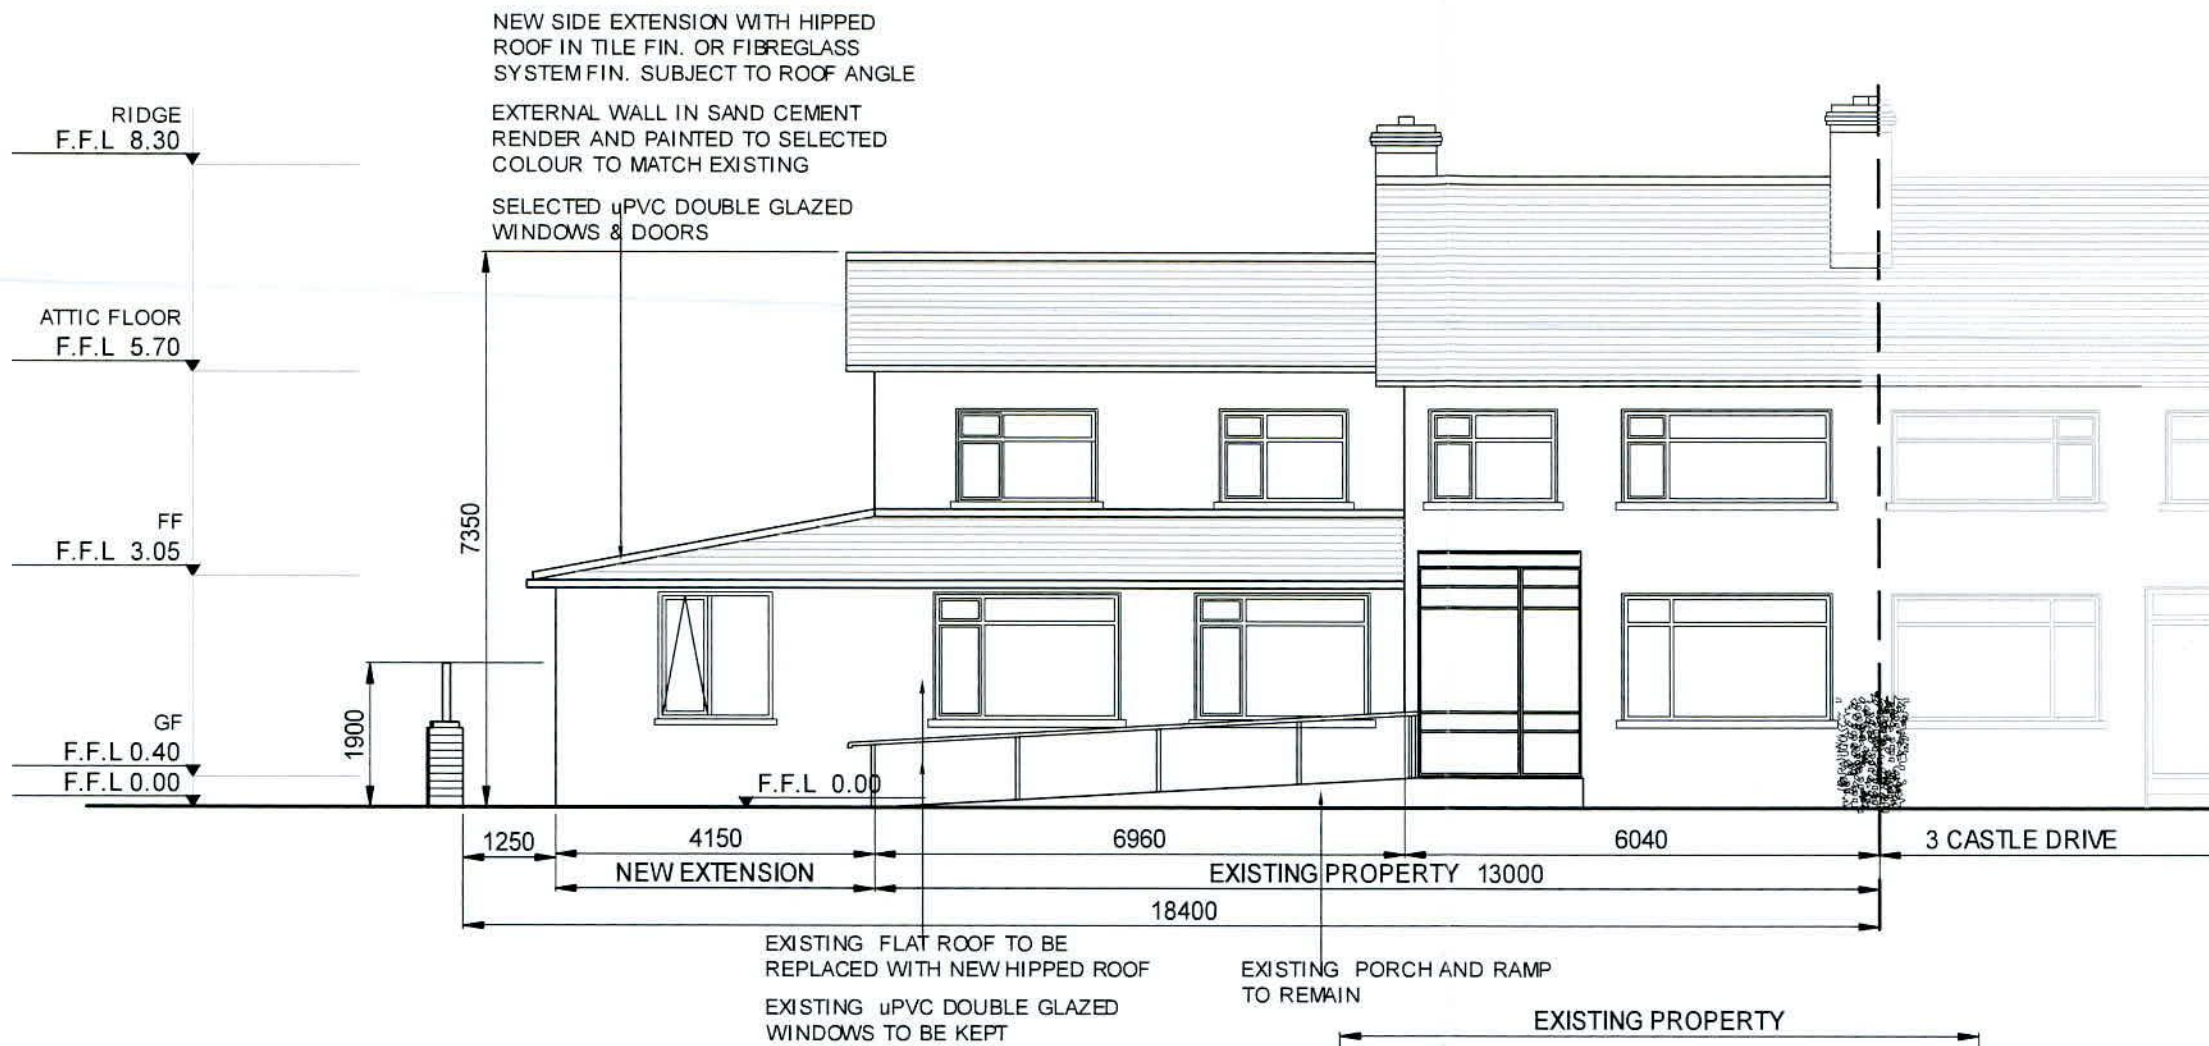 NEW SIDE EXTENSION WITH HIPPED
ROOF IN TILE FIN. OR FIBREGLASS
SYSTEM FIN. SUBJECT TO ROOF ANGLE
EXTERNAL WALL IN SAND CEMENT
RENDER AND PAINTED TO SELECTED
COLOUR TO MATCH EXISTING
SELECTED uPVC DOUBLE GLAZED
WINDOWS & DOORS
RIDGE
F.F.L 8.30
ATTIC FLOOR
F.F.L 5.70
FF
F.F.L 3.05
GF
F.F.L 0.40
F.F.L 0.00
7350
1900
F.F.L 0.00
1250
4150
6960
6040
3 CASTLE DRIVE
NEW EXTENSION
EXISTING PROPERTY 13000
18400
EXISTING FLAT ROOF TO BE
REPLACED WITH NEW HIPPED ROOF
EXISTING uPVC DOUBLE GLAZED
WINDOWS TO BE KEPT
EXISTING PORCH AND RAMP
TO REMAIN
EXISTING PROPERTY